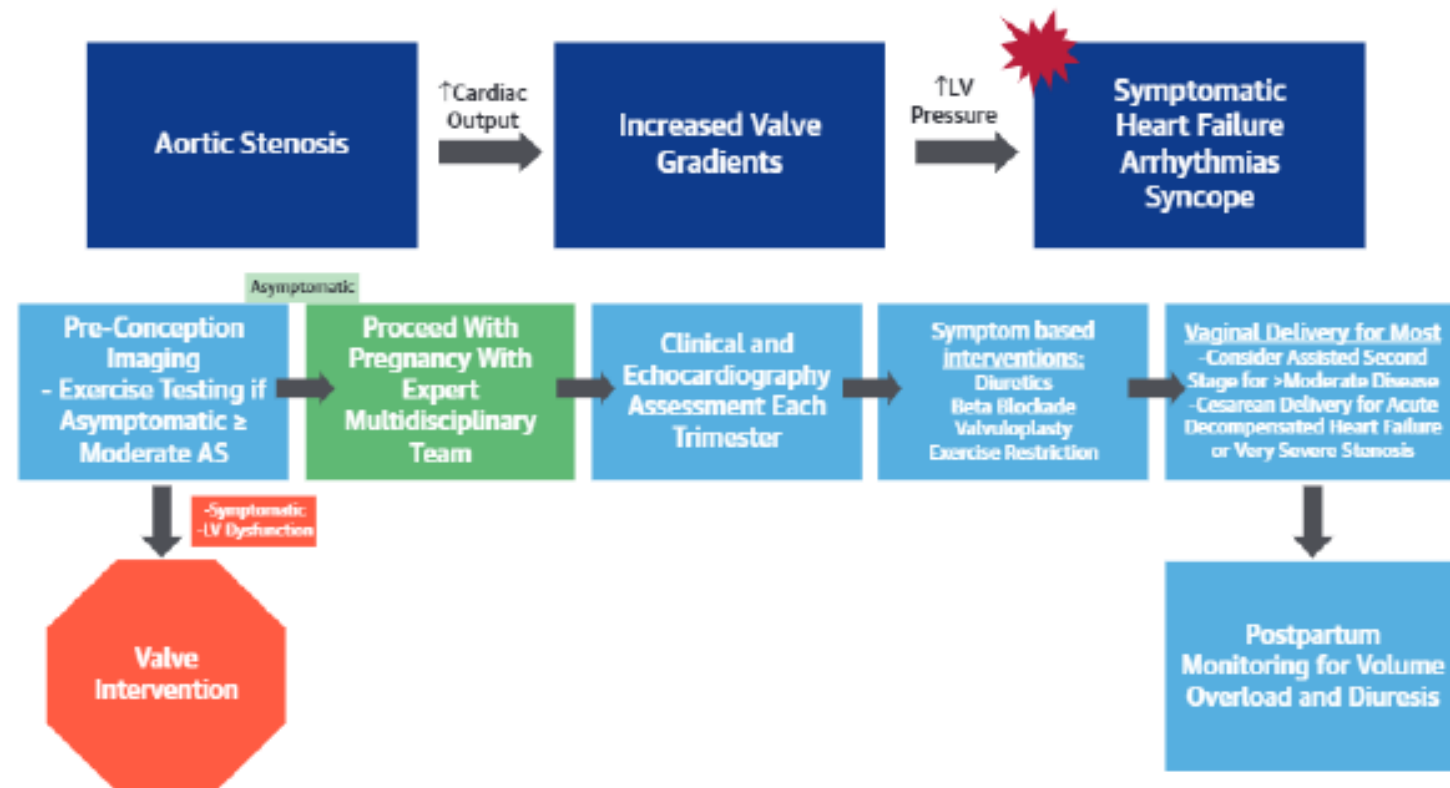 Aortic Stenosis
↑Cardiac
Output
Increased Valve
Gradients
↑LV
Pressure
Symptomatic
Heart Failure
Arrhythmias
Syncope
Asymptomatic
Pre-Conception
Imaging
- Exercise Testing if
Asymptomatic ≥
Moderate AS
Proceed With
Pregnancy With
Expert
Multidisciplinary
Team
Clinical and
Echocardiography
Assessment Each
Trimester
Symptom based
interventions:
Diuretics
Beta Blockade
Valvuloplasty
Exercise Restriction
Vaginal Delivery for Most
-Consider Assisted Second
Stage for >Moderate Disease
-Cesarean Delivery for Acute
Decompensated Heart Failure
or Very Severe Stenosis
-Symptomatic
-LV Dysfunction
Valve
Intervention
Postpartum
Monitoring for Volume
Overload and Diuresis